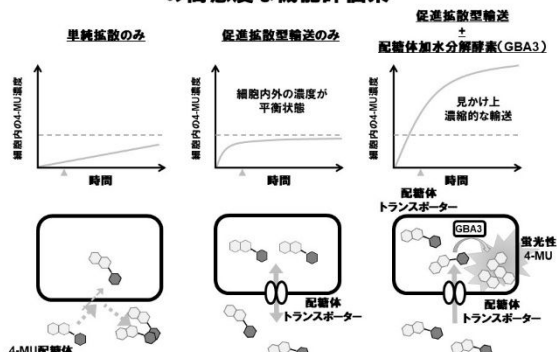 単純拡散のみ
促進拡散型輸送のみ
促進拡散型輸送
+
配糖体加水分解酵素(GBA3)
細胞内の4-MU濃度
時間
細胞内の4-MU濃度
細胞内外の濃度が
平衡状態
時間
細胞内の4-MU濃度
見かけ上
濃縮的な輸送
時間
4-MU配糖体
配糖体
トランスポーター
配糖体
トランスポーター
GBA3
蛍光性
4-MU
配糖体
トランスポーター